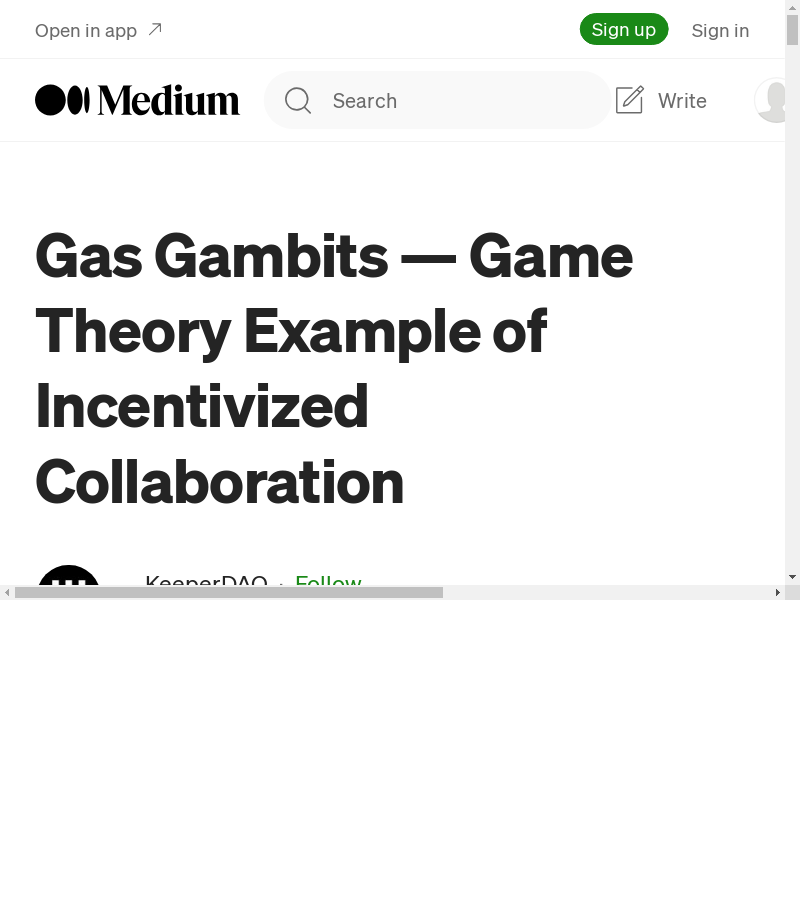 Open in app
Sign up
Sign in
Medium
Search
Write
Gas Gambits — Game
Theory Example of
Incentivized
Collaboration
KeeperDAO · Follow